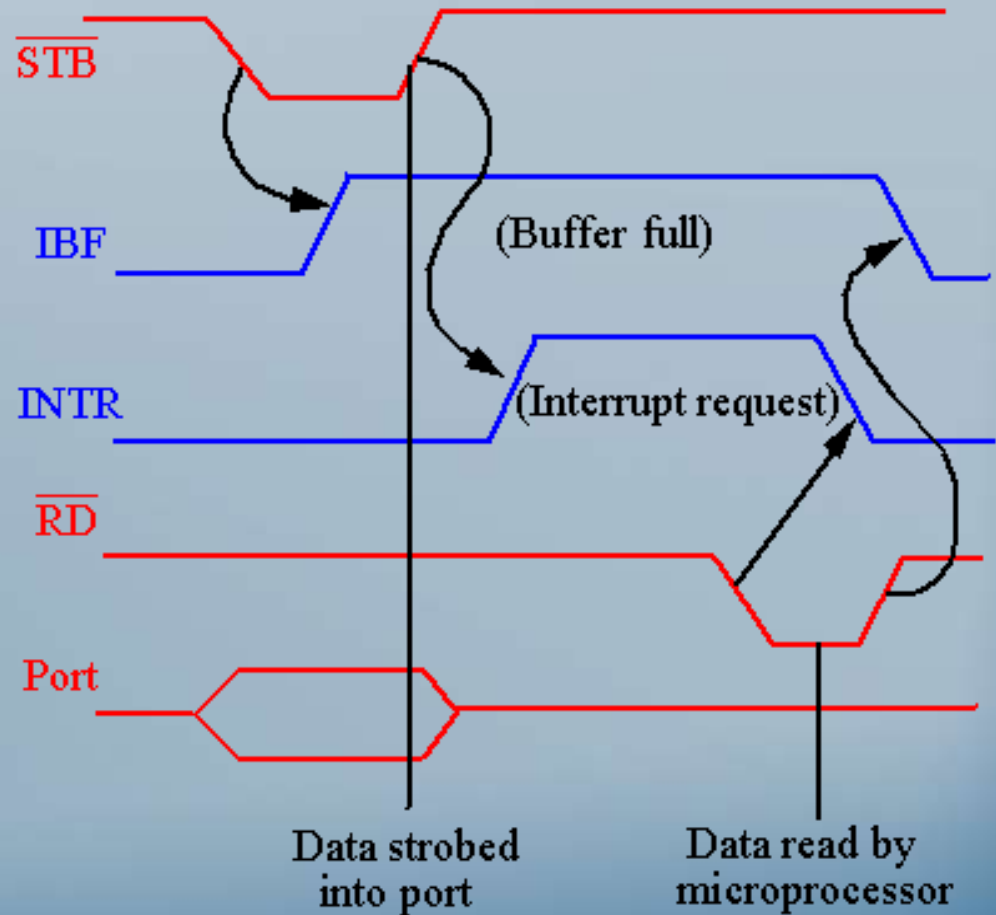 STB
IBF
(Buffer full)
INTR
(Interrupt request)
RD
Port
Data strobed
into port
Data read by
microprocessor